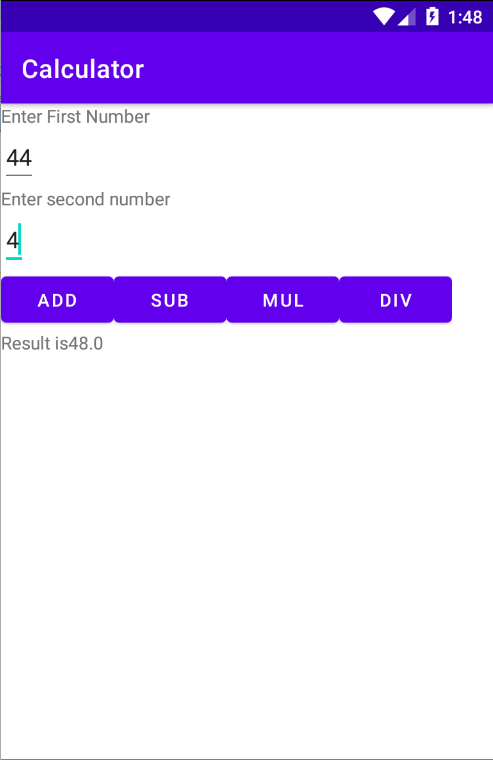 1:48
Calculator
Enter First Number
44
Enter second number
4
ADD SUB MUL DIV
Result is48.0